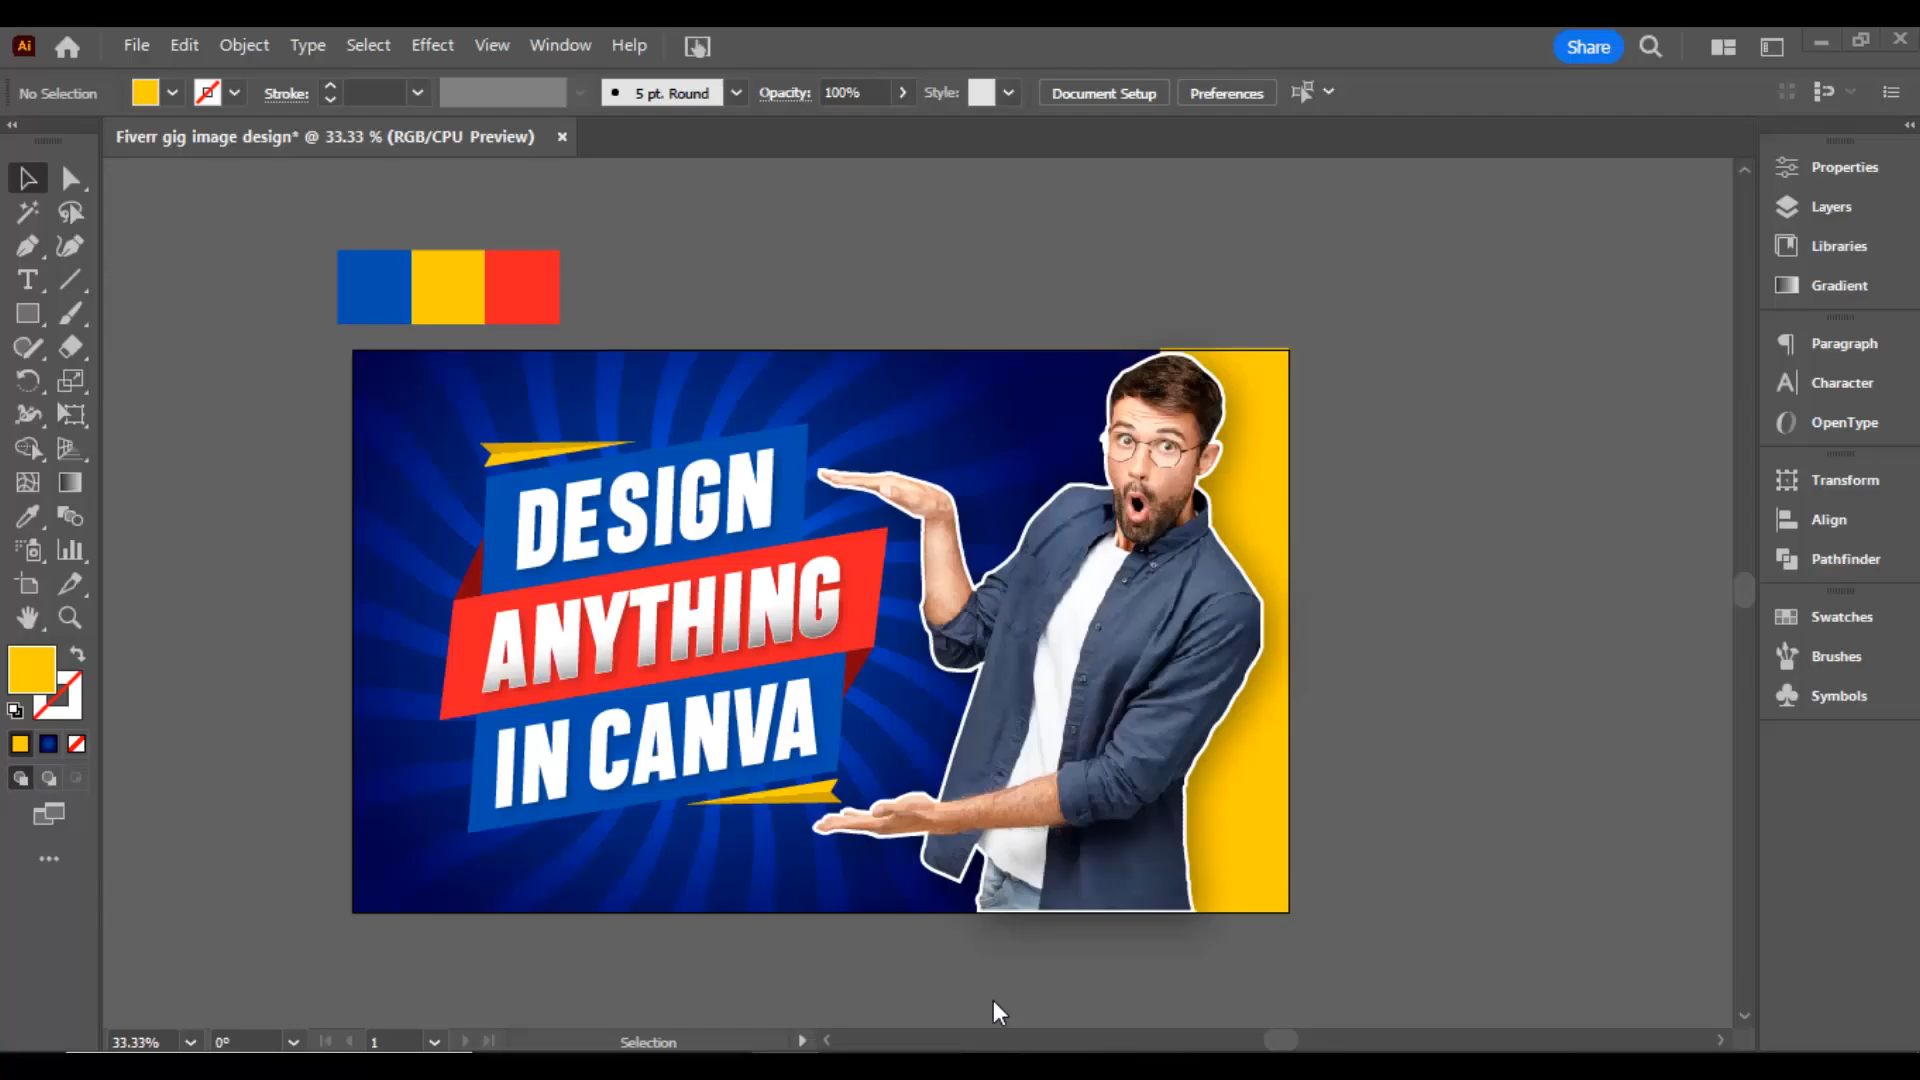 Ai File Edit Object Type Select Effect View Window Help Share
No Selection Stroke: 5 pt. Round Opacity: 100% Style: Document Setup Preferences
Fiverr gig image design* @ 33.33 % (RGB/CPU Preview)
Properties
Layers
Libraries
Gradient
Paragraph
Character
OpenType
Transform
Align
Pathfinder
Swatches
Brushes
Symbols
DESIGN
ANYTHING
IN CANVA
33.33% 0° 1 Selection